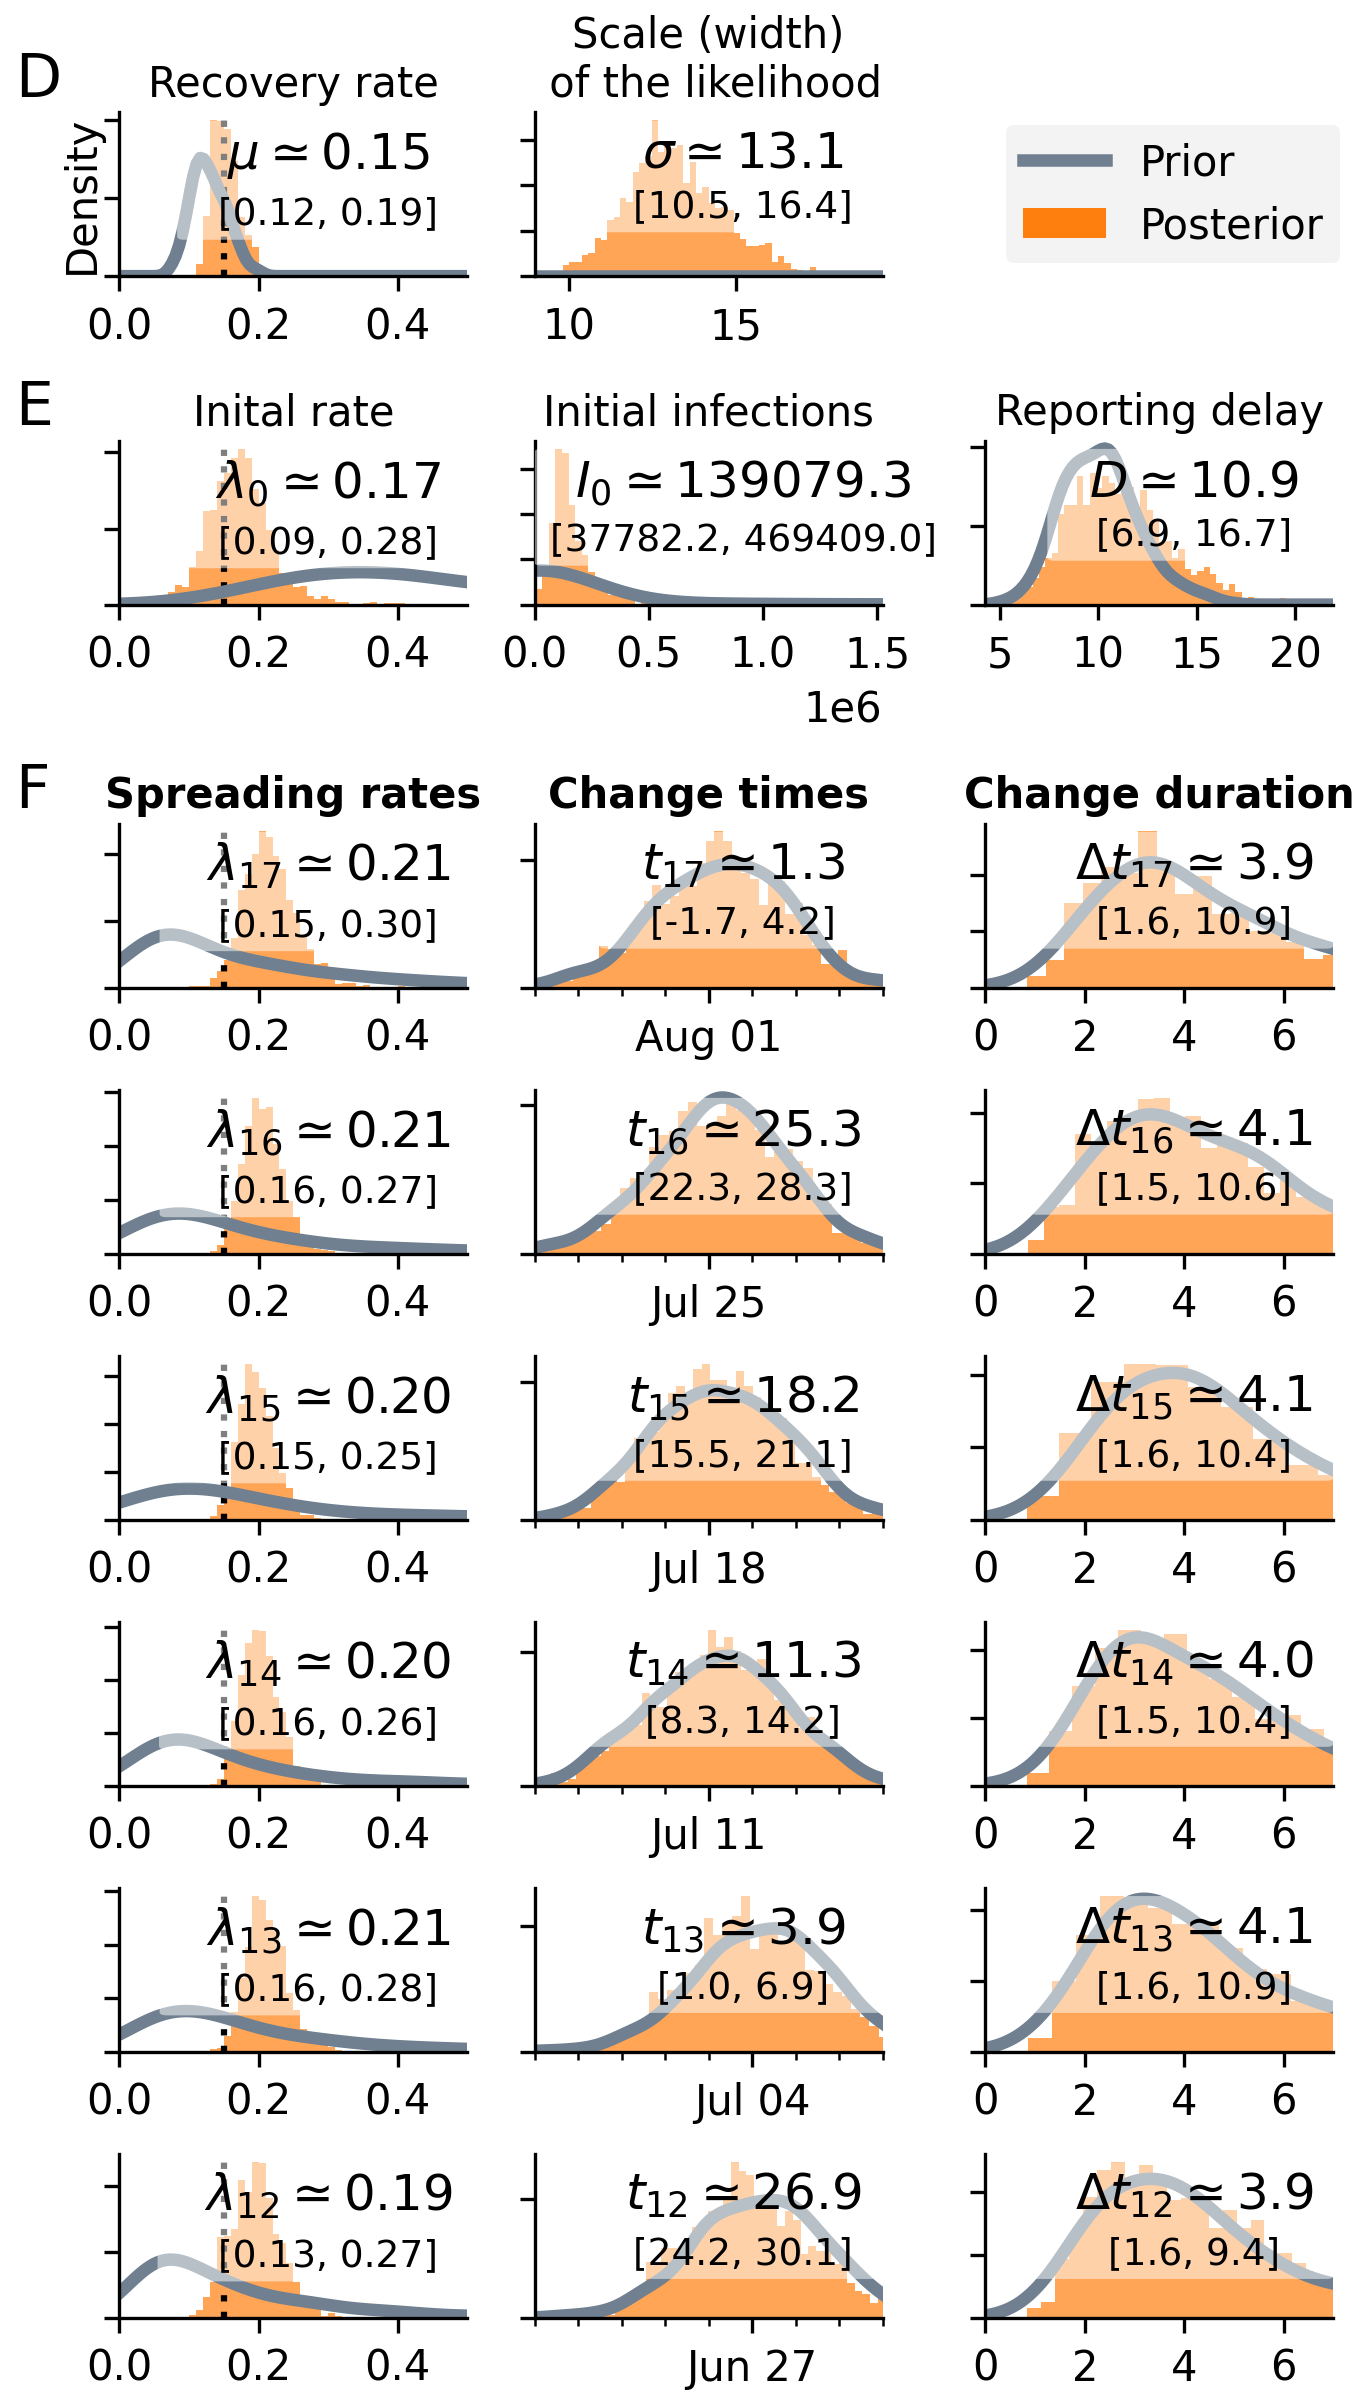 D
Recovery rate
Scale (width)
of the likelihood
Density
μ ≃ 0.15
[0.12, 0.19]
0.0 0.2 0.4
σ ≃ 13.1
[10.5, 16.4]
10 15
Prior
Posterior
E
Inital rate
λ0 ≃ 0.17
[0.09, 0.28]
0.0 0.2 0.4
Initial infections
I0 ≃ 139079.3
[37782.2, 469409.0]
0.0 0.5 1.0 1.5
1e6
Reporting delay
D ≃ 10.9
[6.9, 16.7]
5 10 15 20
F
Spreading rates Change times Change duration
λ17 ≃ 0.21
[0.15, 0.30]
0.0 0.2 0.4
t17 ≃ 1.3
[-1.7, 4.2]
Aug 01
Δt17 ≃ 3.9
[1.6, 10.9]
0 2 4 6
λ16 ≃ 0.21
[0.16, 0.27]
0.0 0.2 0.4
t16 ≃ 25.3
[22.3, 28.3]
Jul 25
Δt16 ≃ 4.1
[1.5, 10.6]
0 2 4 6
λ15 ≃ 0.20
[0.15, 0.25]
0.0 0.2 0.4
t15 ≃ 18.2
[15.5, 21.1]
Jul 18
Δt15 ≃ 4.1
[1.6, 10.4]
0 2 4 6
λ14 ≃ 0.20
[0.16, 0.26]
0.0 0.2 0.4
t14 ≃ 11.3
[8.3, 14.2]
Jul 11
Δt14 ≃ 4.0
[1.5, 10.4]
0 2 4 6
λ13 ≃ 0.21
[0.16, 0.28]
0.0 0.2 0.4
t13 ≃ 3.9
[1.0, 6.9]
Jul 04
Δt13 ≃ 4.1
[1.6, 10.9]
0 2 4 6
λ12 ≃ 0.19
[0.13, 0.27]
0.0 0.2 0.4
t12 ≃ 26.9
[24.2, 30.1]
Jun 27
Δt12 ≃ 3.9
[1.6, 9.4]
0 2 4 6